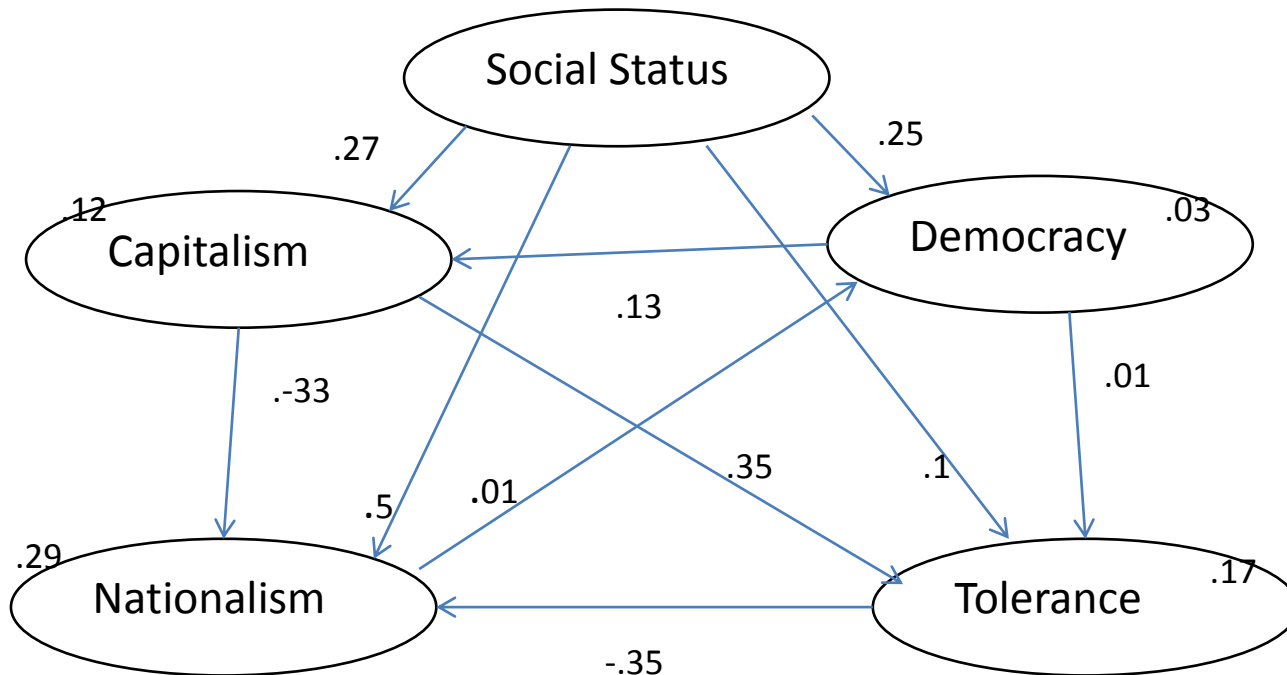 Social Status
.27
.25
.12
Capitalism
Democracy
.03
.13
.-33
.01
.35
.1
.5
.01
.29
Nationalism
Tolerance
.17
-.35